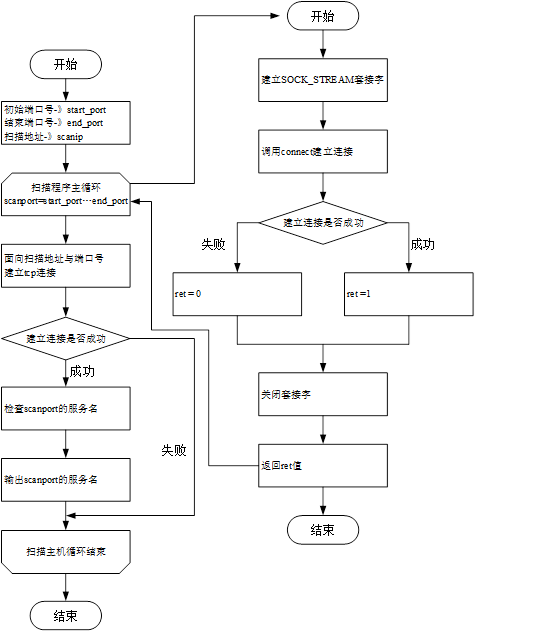 开始
初始端口号-》start_port
结束端口号-》end_port
扫描地址-》scanip
扫描程序主循环
scanport=start_port…end_port
面向扫描地址与端口号
建立tcp连接
建立连接是否成功
成功
失败
检查scanport的服务名
输出scanport的服务名
扫描主机循环结束
结束
开始
建立SOCK_STREAM套接字
调用connect建立连接
建立连接是否成功
失败
成功
ret = 0
ret =1
关闭套接字
返回ret值
结束